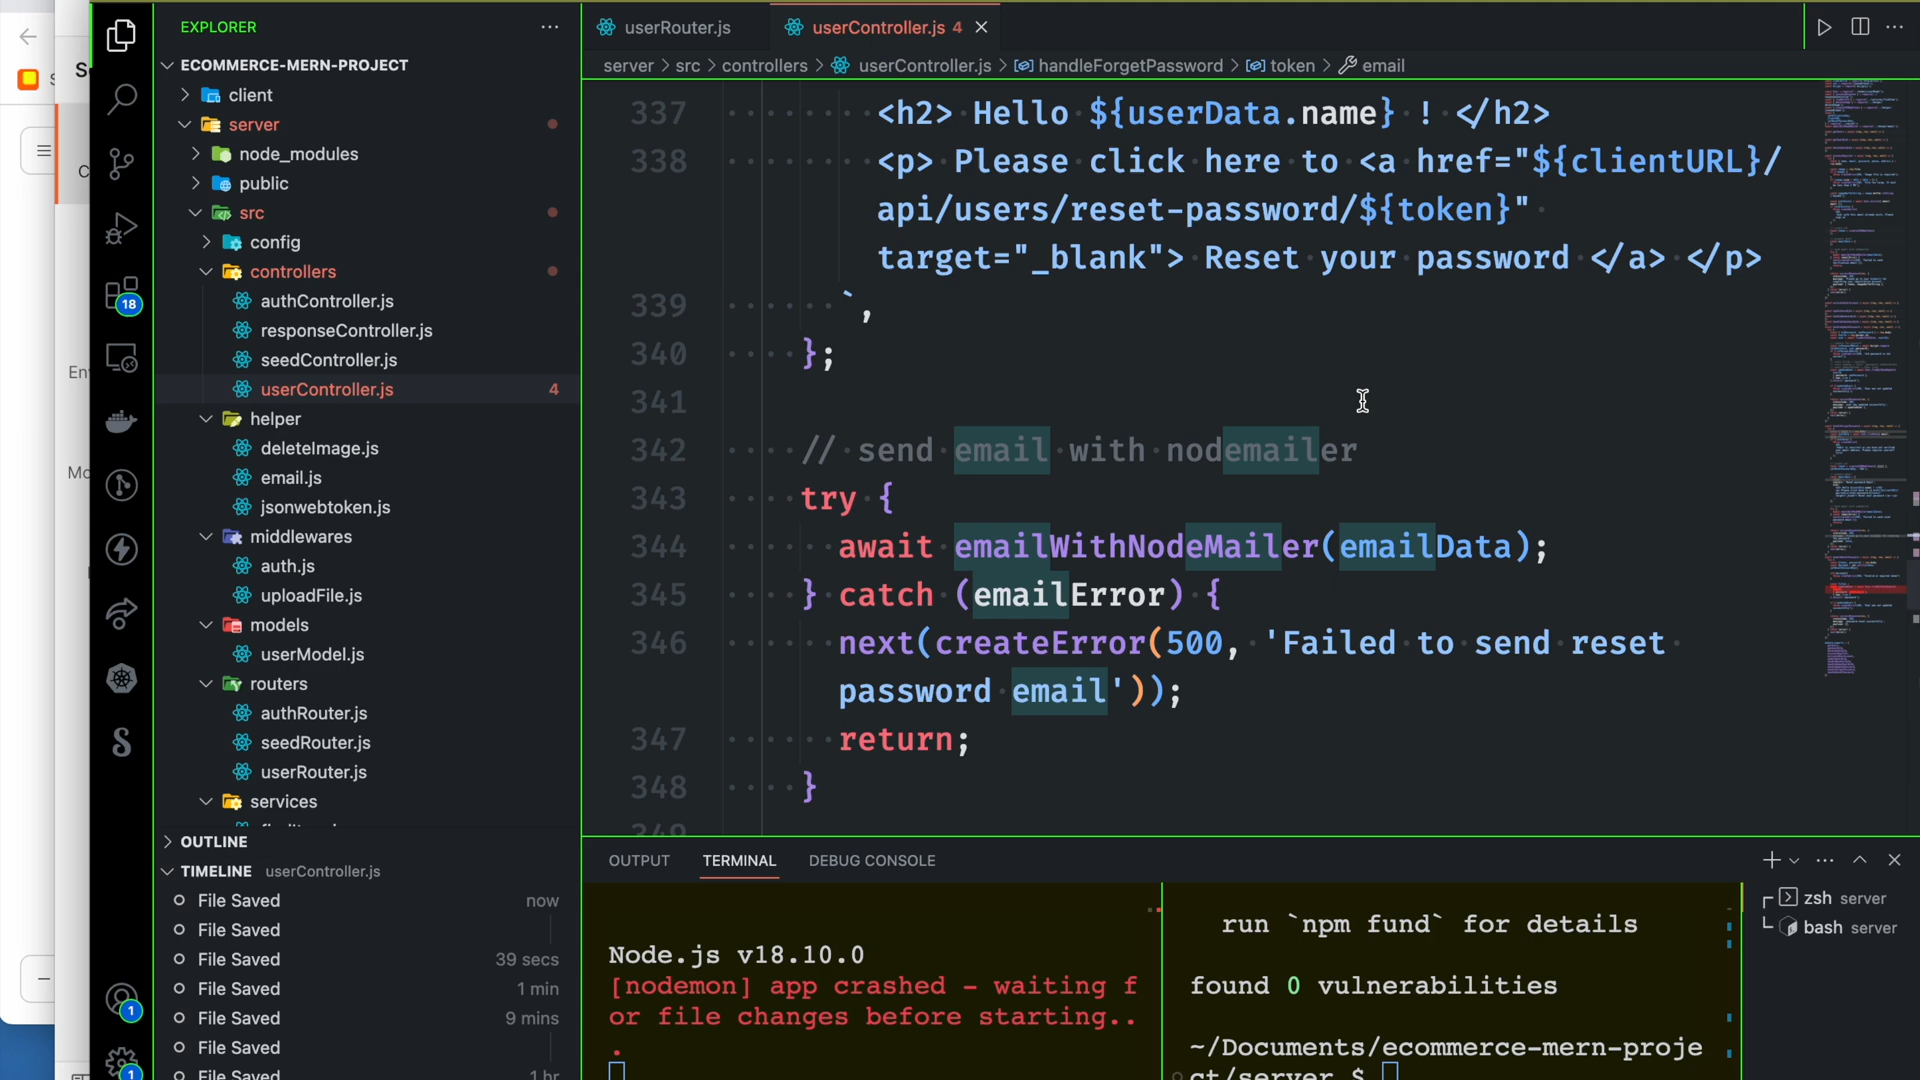 EXPLORER
ECOMMERCE-MERN-PROJECT
client
server
node_modules
public
src
config
controllers
authController.js
responseController.js
seedController.js
userController.js 4
helper
deleteImage.js
email.js
jsonwebtoken.js
middlewares
auth.js
uploadFile.js
models
userModel.js
routers
authRouter.js
seedRouter.js
userRouter.js
services
OUTLINE
TIMELINE userController.js
File Saved now
File Saved
File Saved 39 secs
File Saved 1 min
File Saved 9 mins
File Saved
File Saved 1 hr
18
1
1
userRouter.js
userController.js 4
server > src > controllers > userController.js > handleForgetPassword > token > email
337 <h2> Hello ${userData.name} ! </h2>
338 <p> Please click here to <a href="${clientURL}/
api/users/reset-password/${token}"
target="_blank"> Reset your password </a> </p>
339 `,
340 };
341
342 // send email with nodemailer
343 try {
344 await emailWithNodeMailer(emailData);
345 } catch (emailError) {
346 next(createError(500, 'Failed to send reset
password email'));
347 return;
348 }
349
OUTPUT TERMINAL DEBUG CONSOLE
Node.js v18.10.0
[nodemon] app crashed - waiting f
or file changes before starting..
.
run `npm fund` for details
found 0 vulnerabilities
~/Documents/ecommerce-mern-proje
ct/server $
zsh server
bash server